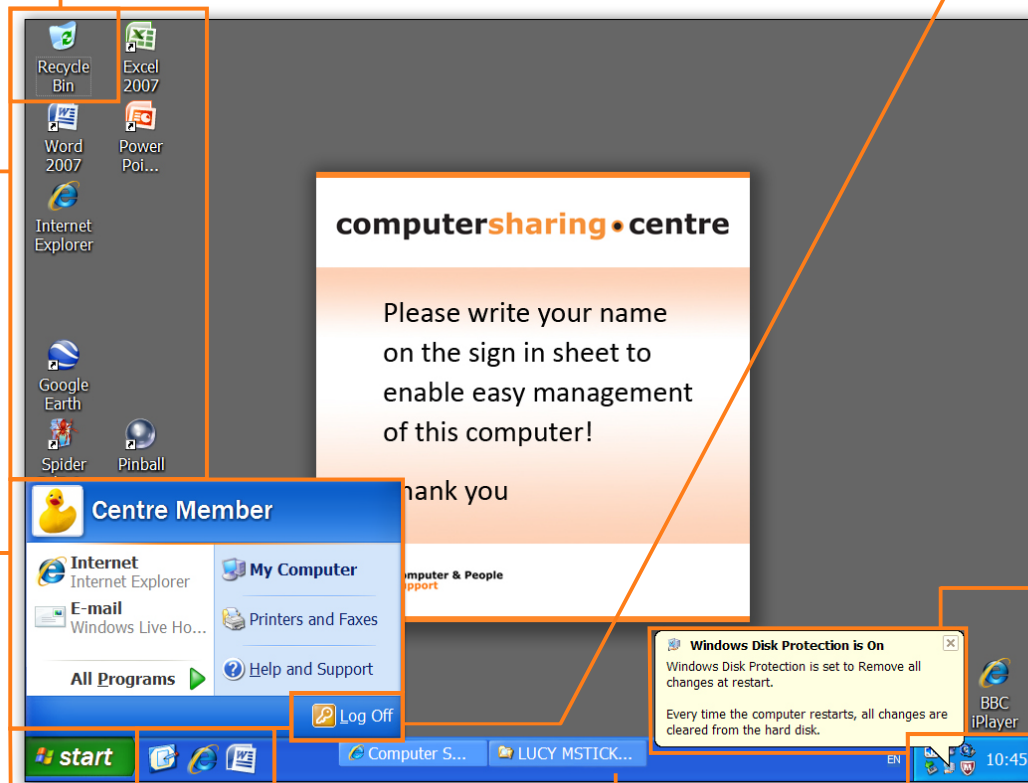 Recycle
Bin
Excel
2007
Word
2007
Power
Poi...
Internet
Explorer
Google
Earth
Spider
Pinball
computersharing•centre
Please write your name
on the sign in sheet to
enable easy management
of this computer!
hank you
mputer & People
upport
Centre Member
Internet
Internet Explorer
E-mail
Windows Live Ho...
All Programs
My Computer
Printers and Faxes
Help and Support
Log Off
Windows Disk Protection is On
Windows Disk Protection is set to Remove all
changes at restart.
Every time the computer restarts, all changes are
cleared from the hard disk.
BBC
iPlayer
start
Computer S...
LUCY MSTICK...
EN
10:45